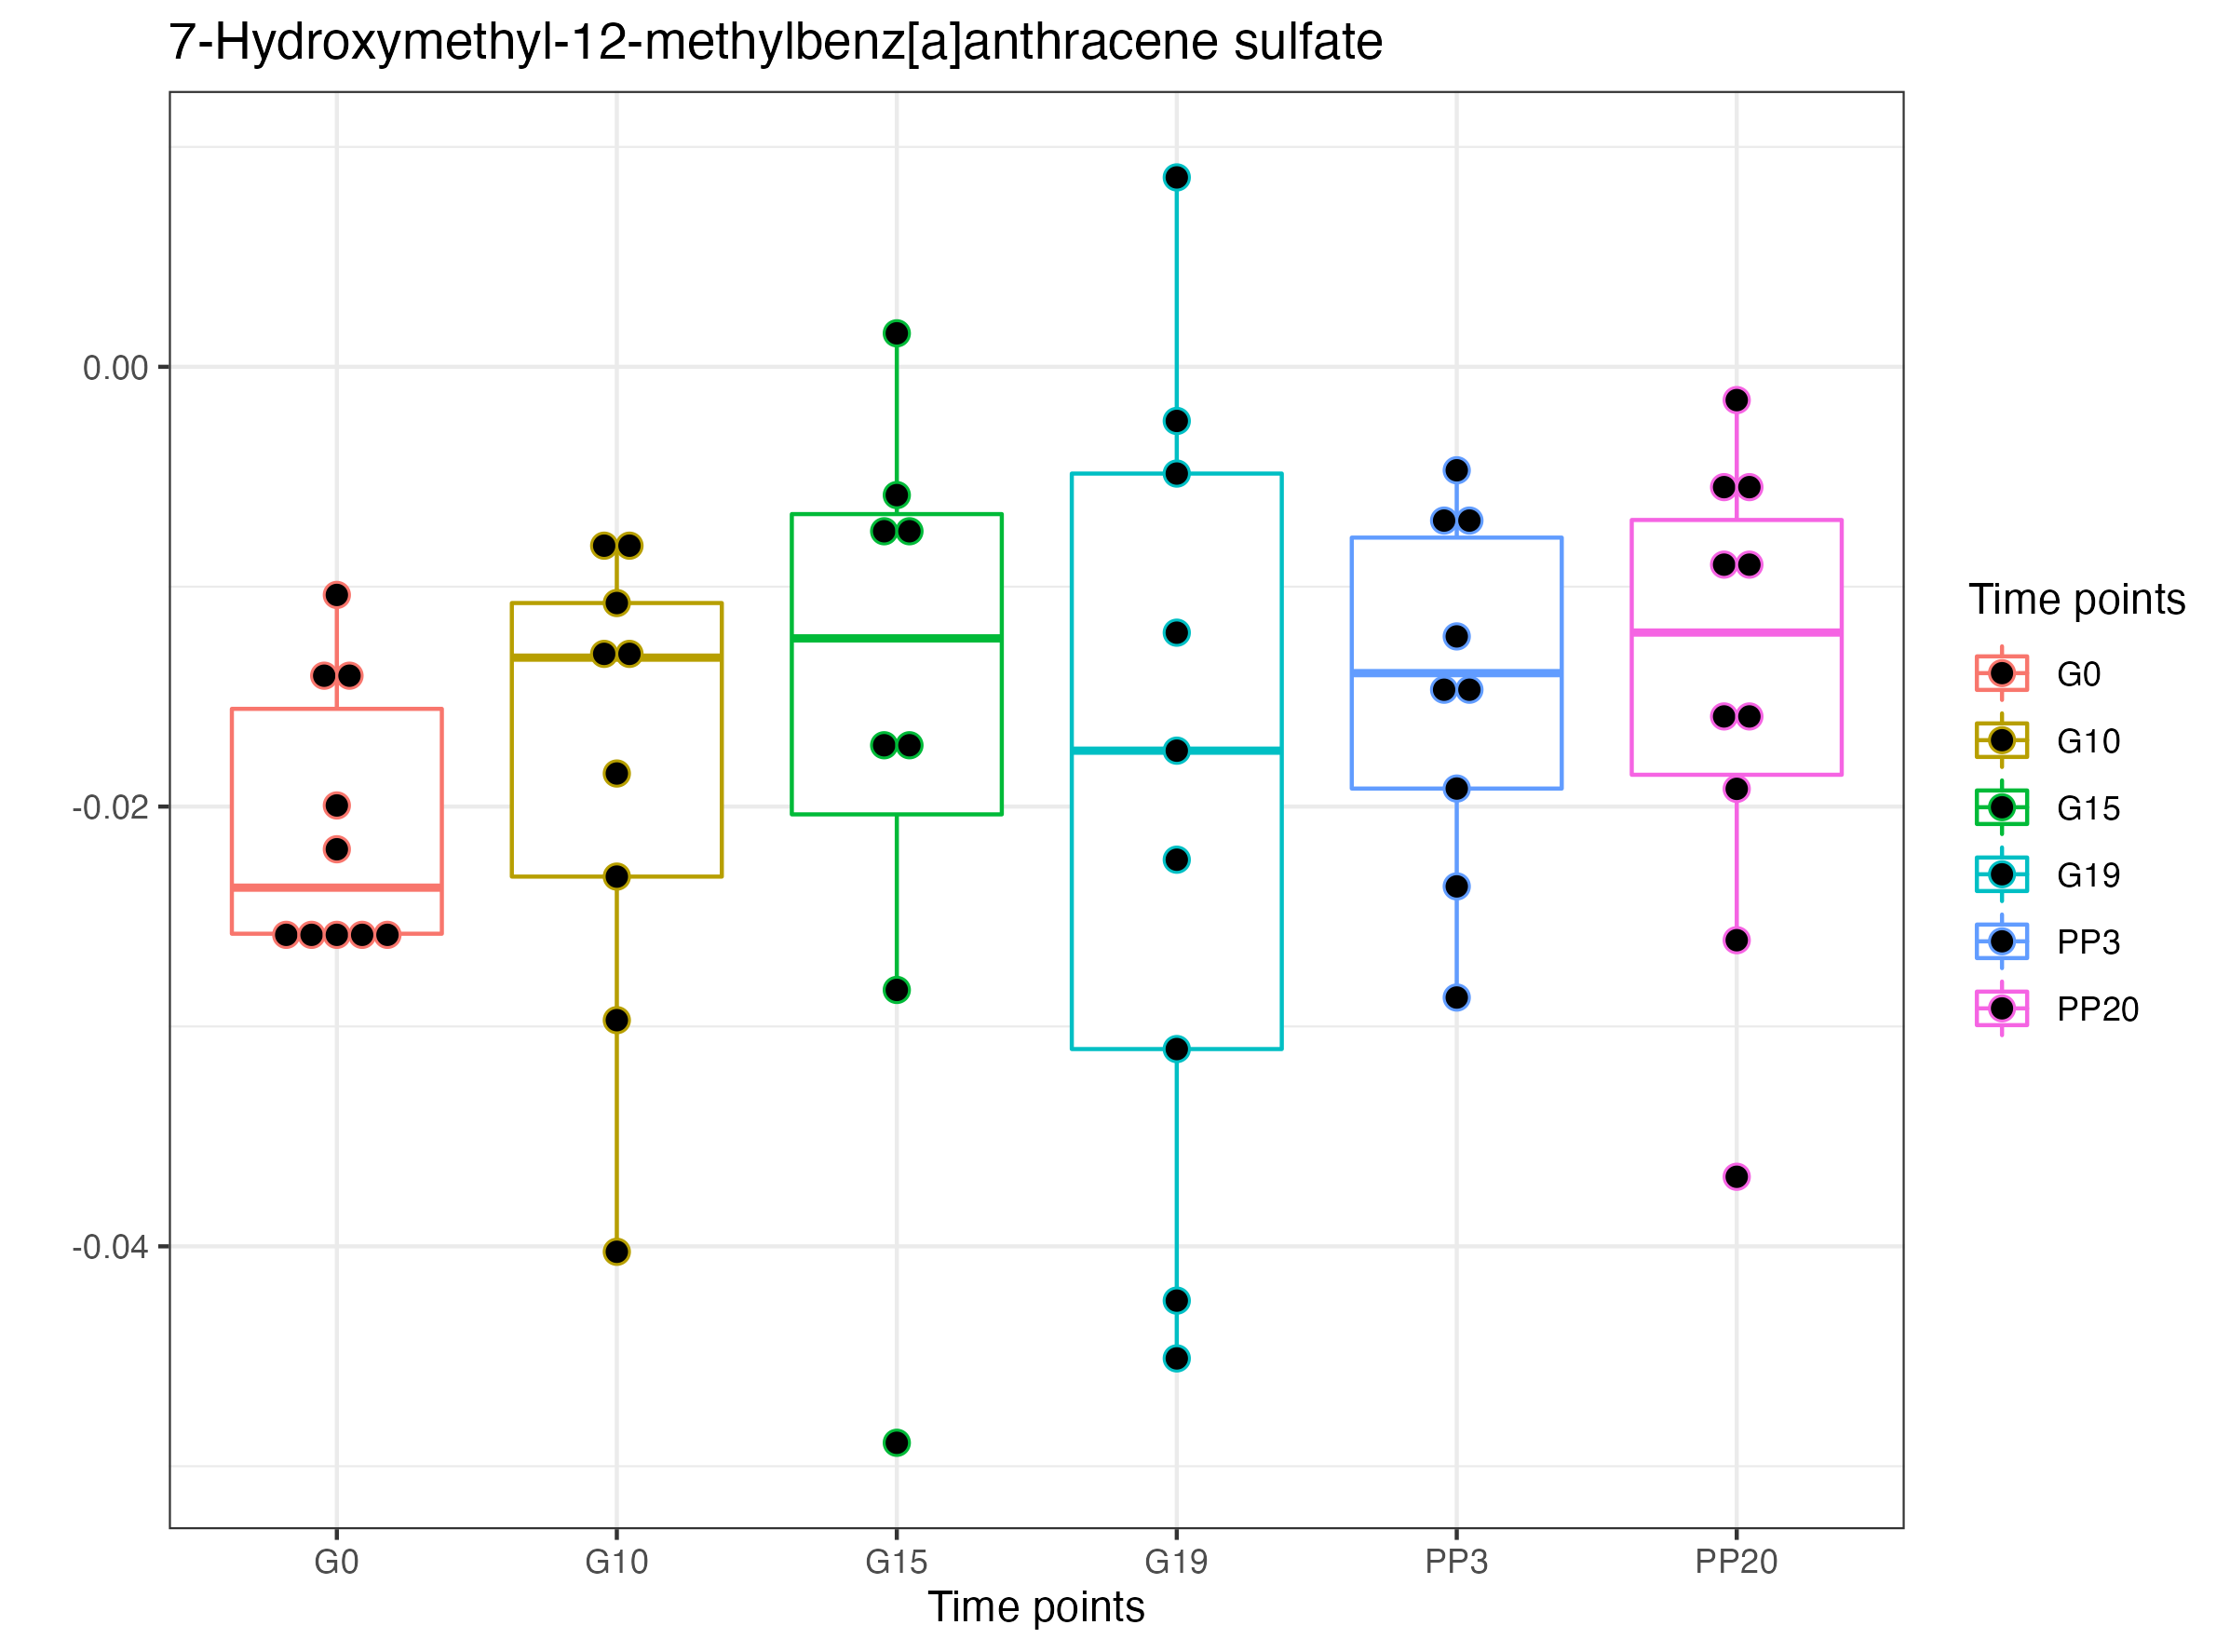 7-Hydroxymethyl-12-methylbenz[a]anthracene sulfate
0.00
-0.02
-0.04
G0 G10 G15 G19 PP3 PP20
Time points
Time points
G0
G10
G15
G19
PP3
PP20